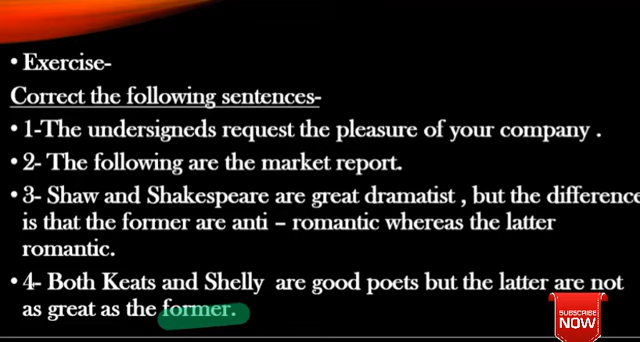 • Exercise-
Correct the following sentences-
• 1-The undersigneds request the pleasure of your company .
• 2- The following are the market report.
• 3- Shaw and Shakespeare are great dramatist , but the difference
is that the former are anti – romantic whereas the latter
romantic.
• 4- Both Keats and Shelly are good poets but the latter are not
as great as the former.
SUBSCRIBE
NOW